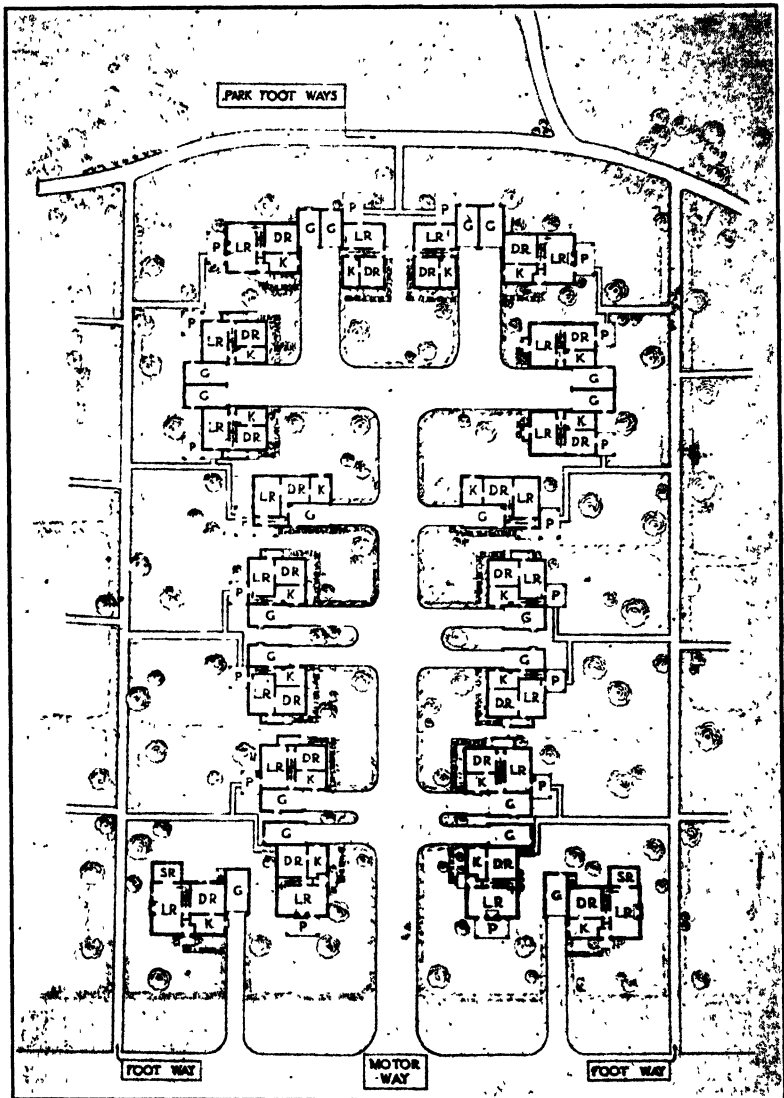 PARK FOOT WAYS
P P
G G LR LR G G
P LR DR DR LR P
K K
K DR DR K
P P
LR DR LR DR
K K
G G
G G
K K
LR DR LR DR
P P
LR DR K K DR LR
G G
P P
LR DR DR LR
P K K P
G G
G G
P K K P
LR DR DR LR
LR DR DR LR
P K K P
G G
G G
DR K K DR
SR SR
G G
LR DR LR LR DR LR
K K
P P
FOOT WAY
MOTOR
WAY
FOOT WAY